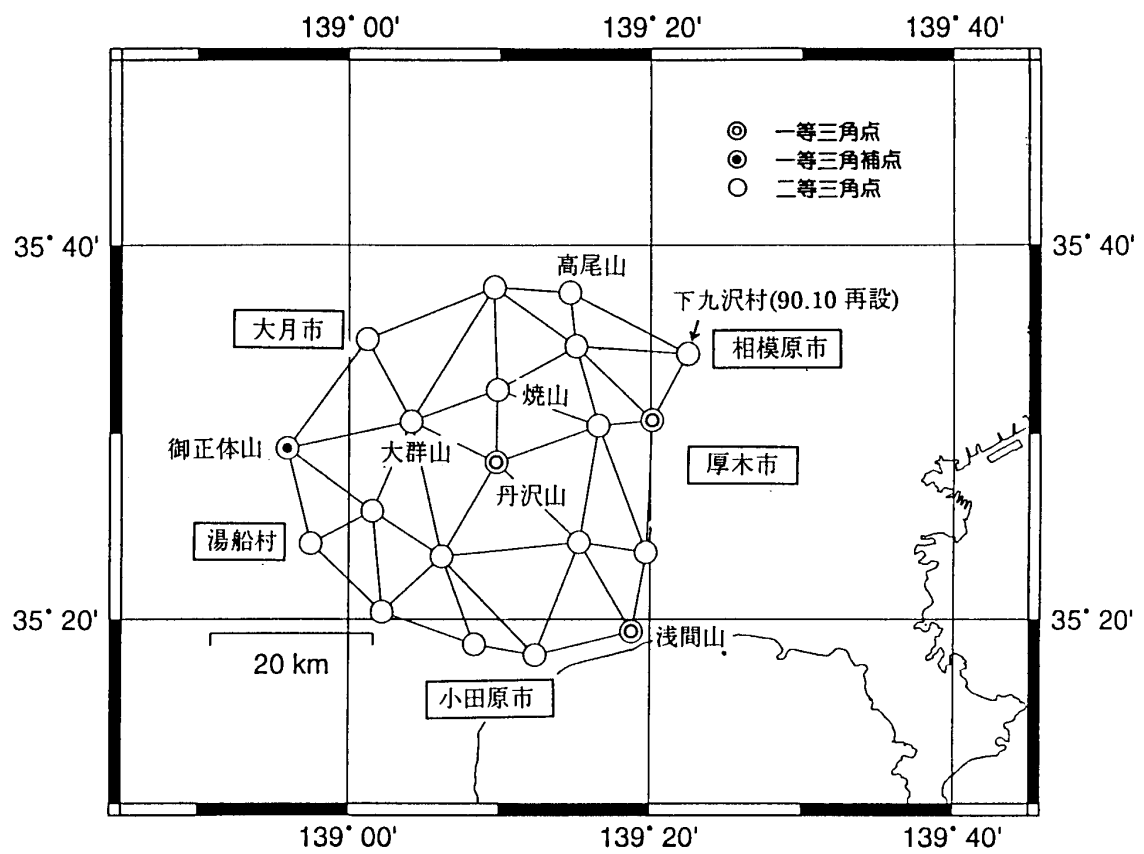 139° 00'
139° 20'
139° 40'
一等三角点
一等三角補点
二等三角点
35° 40'
35° 40'
高尾山
下九沢村(90.10 再設)
大月市
相模原市
焼山
御正体山
大群山
厚木市
丹沢山
湯船村
35° 20'
35° 20'
浅間山
20 km
小田原市
139° 00'
139° 20'
139° 40'